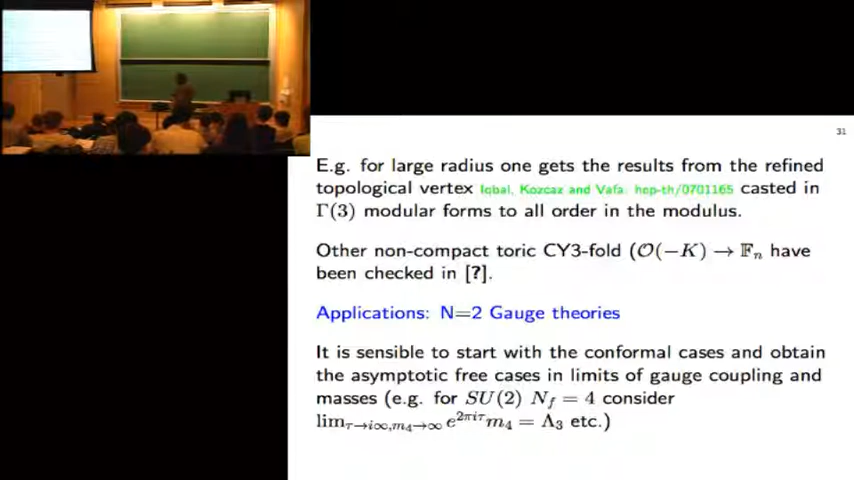 31
E.g. for large radius one gets the results from the refined
topological vertex Iqbal, Kozcaz and Vafa: hep-th/0701165 casted in
Γ(3) modular forms to all order in the modulus.
Other non-compact toric CY3-fold (𝒪(−K) → 𝔽ₙ have
been checked in [?].
Applications: N=2 Gauge theories
It is sensible to start with the conformal cases and obtain
the asymptotic free cases in limits of gauge coupling and
masses (e.g. for SU(2) N_f = 4 consider
lim_{τ→i∞,m₄→∞} e^{2πiτ} m₄ = Λ₃ etc.)